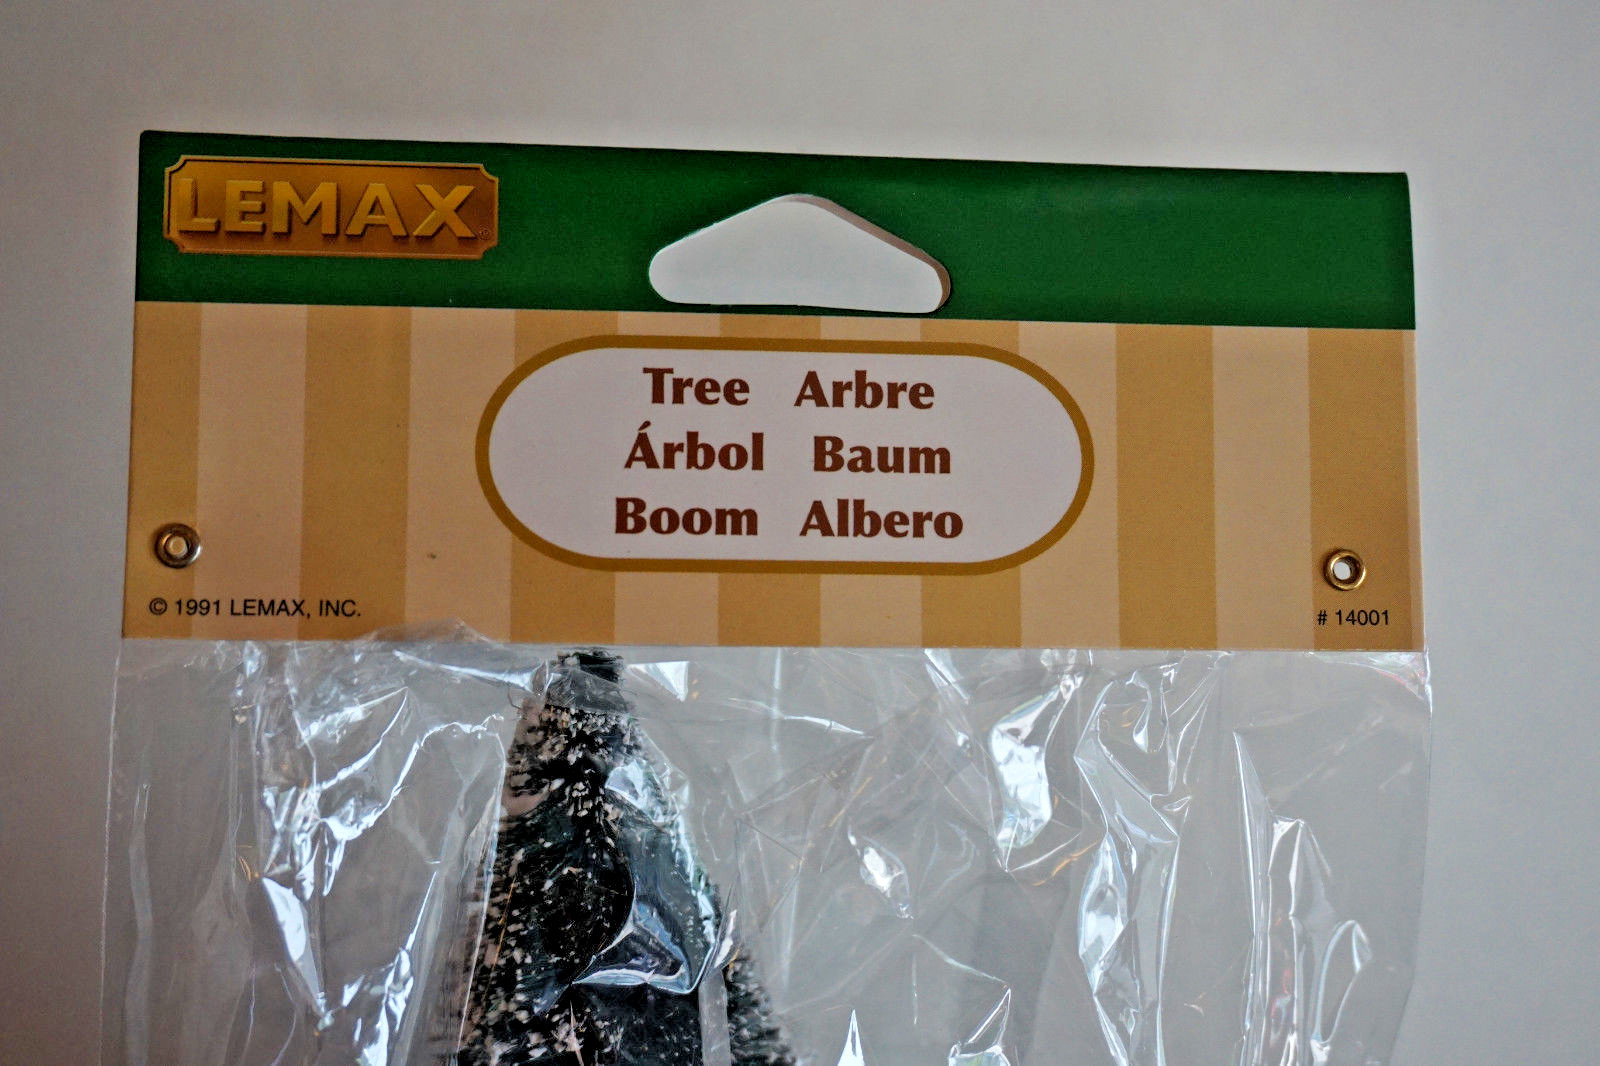 LEMAX
Tree Arbre
Árbol Baum
Boom Albero
© 1991 LEMAX, INC.
# 14001